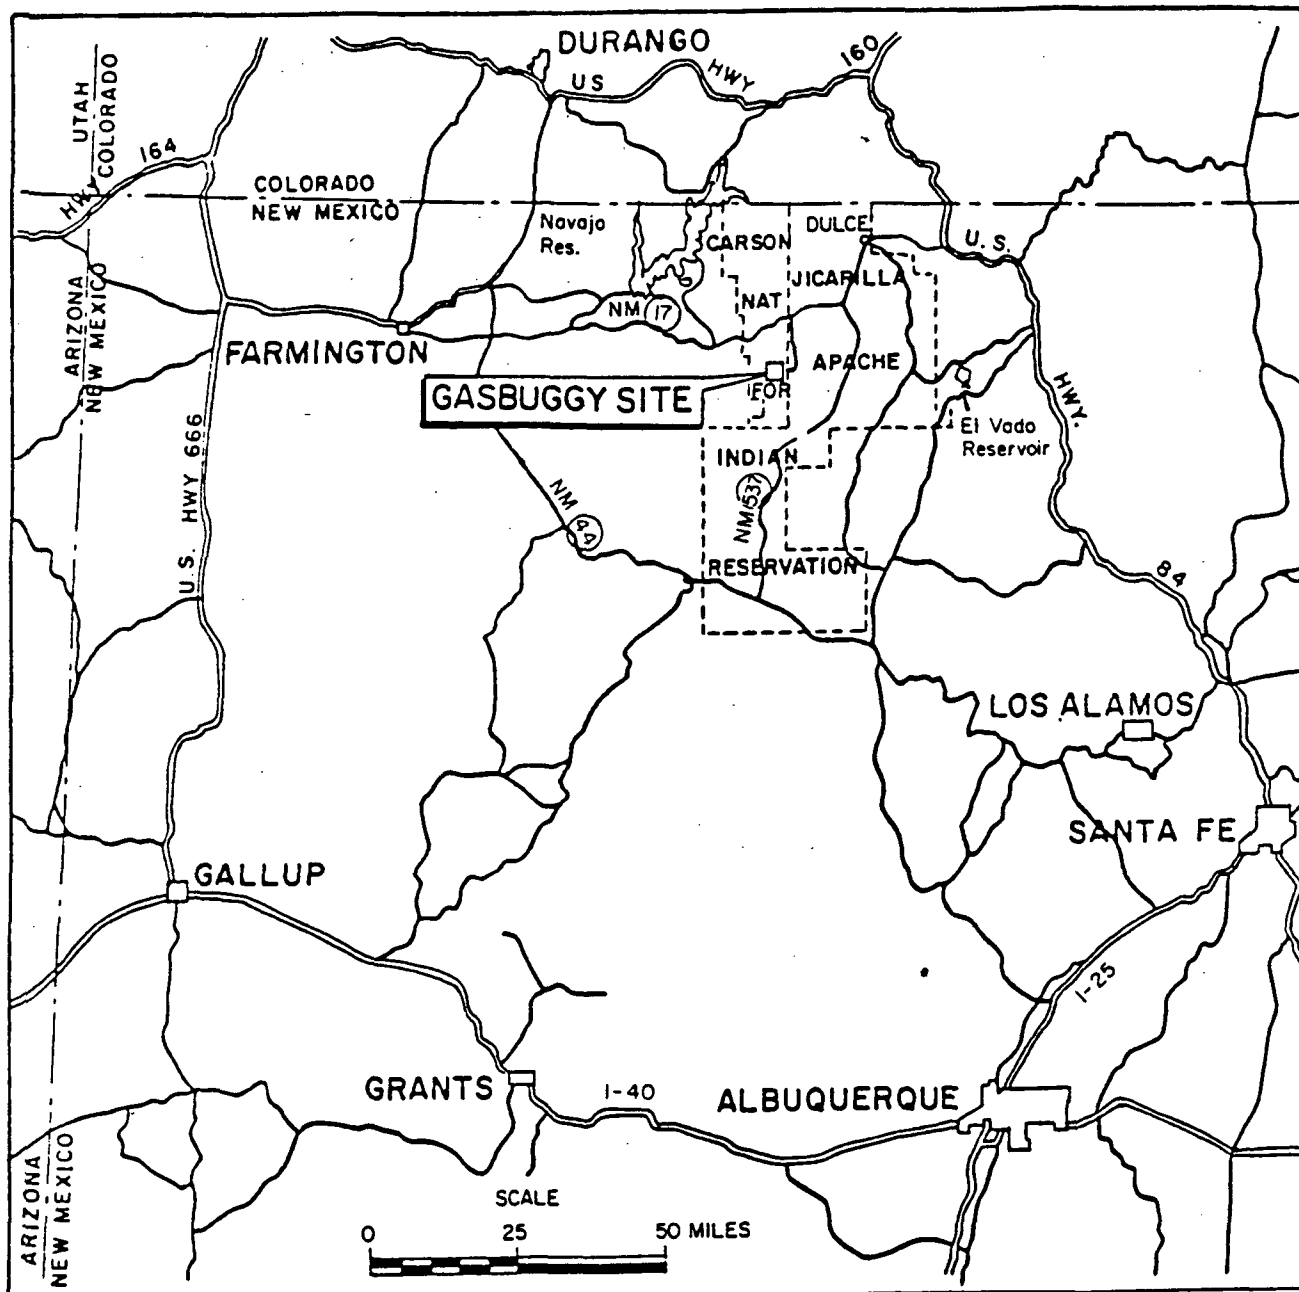 DURANGO
US
HWY
160
UTAH
COLORADO
HWY
164
COLORADO
NEW MEXICO
Navajo
Res.
CARSON
DULCE
U.S.
JICARILLA
NAT
NM 17
ARIZONA
NEW MEXICO
FARMINGTON
APACHE
GASBUGGY SITE
FOR
HWY.
El Vado
Reservoir
INDIAN
U.S. HWY 666
NM 44
NM 537
RESERVATION
84
LOS ALAMOS
SANTA FE
GALLUP
I-25
GRANTS
I-40
ALBUQUERQUE
ARIZONA
NEW MEXICO
SCALE
0 25 50 MILES